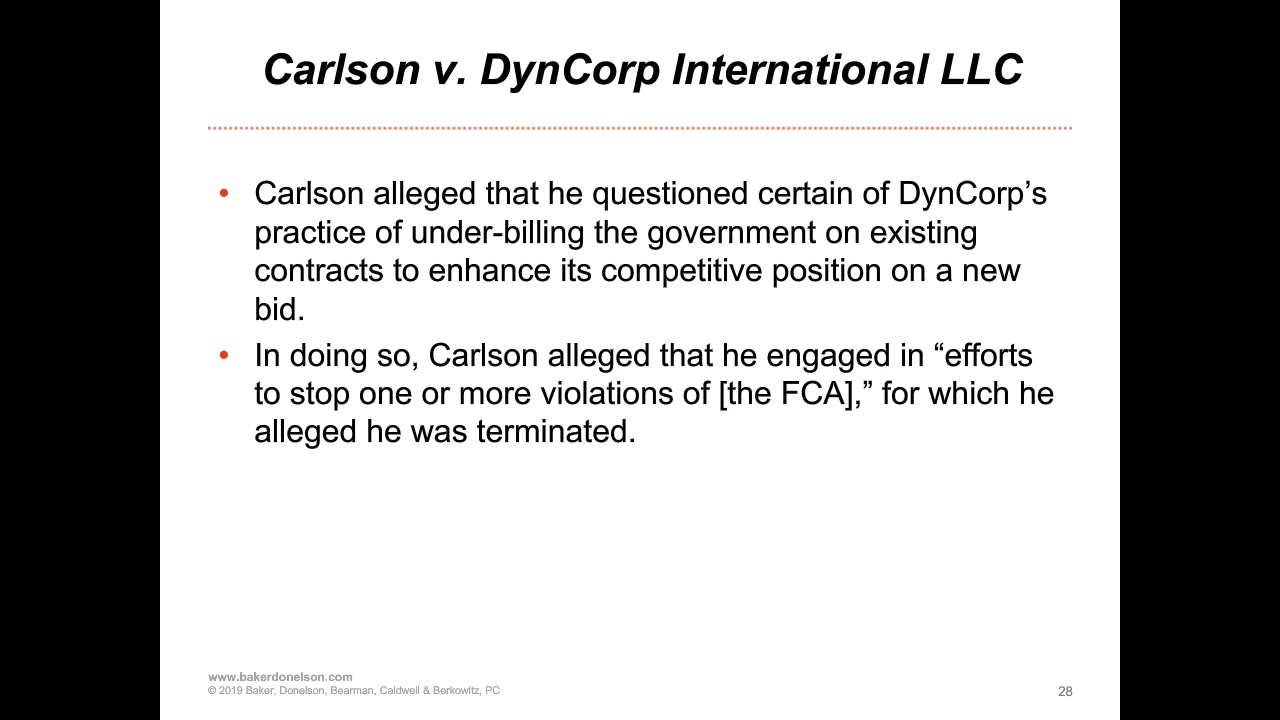 Carlson v. DynCorp International LLC
• Carlson alleged that he questioned certain of DynCorp’s
practice of under-billing the government on existing
contracts to enhance its competitive position on a new
bid.
• In doing so, Carlson alleged that he engaged in “efforts
to stop one or more violations of [the FCA],” for which he
alleged he was terminated.
www.bakerdonelson.com
© 2019 Baker, Donelson, Bearman, Caldwell & Berkowitz, PC
28